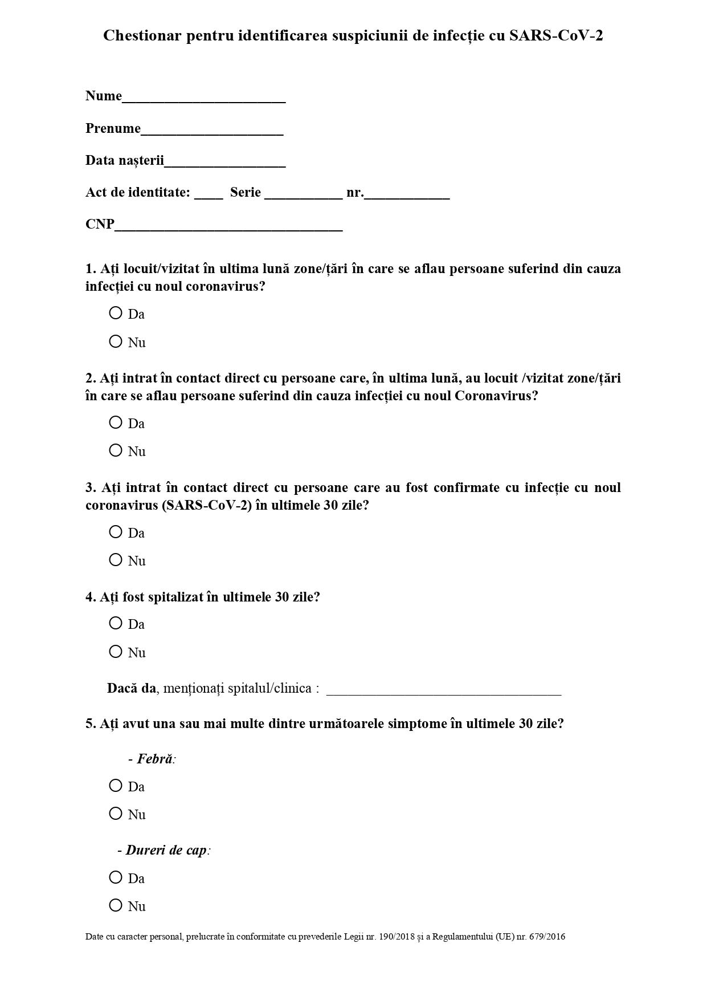 Chestionar pentru identificarea suspiciunii de infecție cu SARS-CoV-2
Nume_______________________
Prenume____________________
Data nașterii_________________
Act de identitate: ____ Serie ___________ nr.____________
CNP________________________________
1. Ați locuit/vizitat în ultima lună zone/țări în care se aflau persoane suferind din cauza
infecției cu noul coronavirus?
Da
Nu
2. Ați intrat în contact direct cu persoane care, în ultima lună, au locuit /vizitat zone/țări
în care se aflau persoane suferind din cauza infecției cu noul Coronavirus?
Da
Nu
3. Ați intrat în contact direct cu persoane care au fost confirmate cu infecție cu noul
coronavirus (SARS-CoV-2) în ultimele 30 zile?
Da
Nu
4. Ați fost spitalizat în ultimele 30 zile?
Da
Nu
Dacă da, menționați spitalul/clinica : _________________________________
5. Ați avut una sau mai multe dintre următoarele simptome în ultimele 30 zile?
- Febră:
Da
Nu
- Dureri de cap:
Da
Nu
Date cu caracter personal, prelucrate în conformitate cu prevederile Legii nr. 190/2018 și a Regulamentului (UE) nr. 679/2016